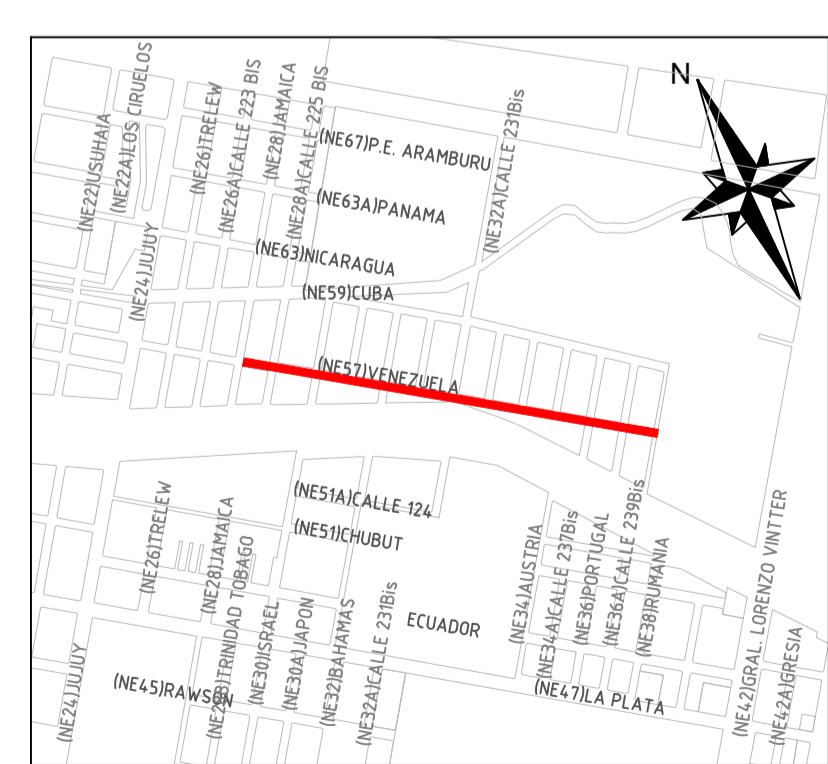 N
(NE22)USUHAIA
(NE22A)LOS CIRUELOS
(NE26)TRELEW
(NE26A)CALLE 223 BIS
(NE28)JAMAICA
(NE28A)CALLE 225 BIS
(NE67)P.E. ARAMBURU
(NE32A)CALLE 231Bis
(NE63A)PANAMA
(NE24)JUJUY
(NE63)NICARAGUA
(NE59)CUBA
(NE57)VENEZUELA
(NE51A)CALLE 124
(NE51)CHUBUT
(NE26)TRELEW
(NE28)JAMAICA
(NE28B)TRINIDAD TOBAGO
(NE30)ISRAEL
(NE30A)JAPON
(NE32)BAHAMAS
(NE32A)CALLE 231Bis
ECUADOR
(NE34)AUSTRIA
(NE34A)CALLE 237Bis
(NE36)PORTUGAL
(NE36A)CALLE 239Bis
(NE38)RUMANIA
(NE42)GRAL. LORENZO VINTTER
(NE42A)GRESIA
(NE24)JUJUY
(NE45)RAWSON
(NE47)LA PLATA